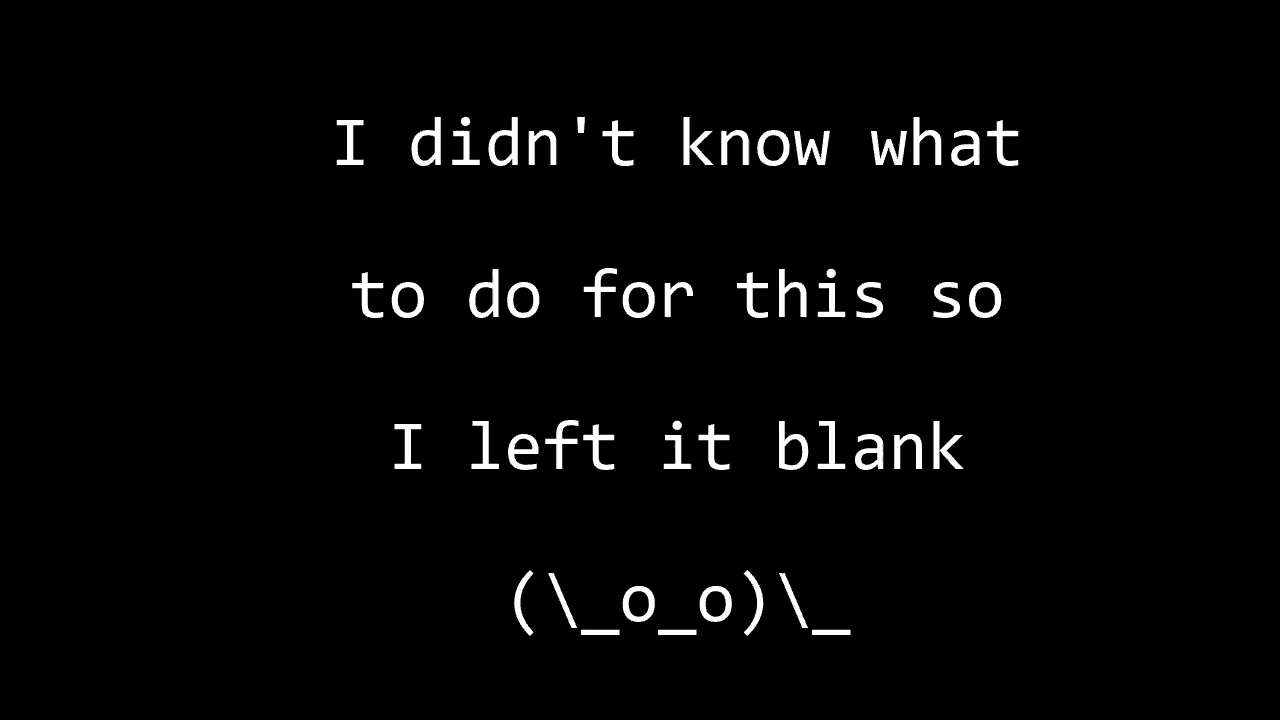 I didn't know what
to do for this so
I left it blank
(\_o_o)\_